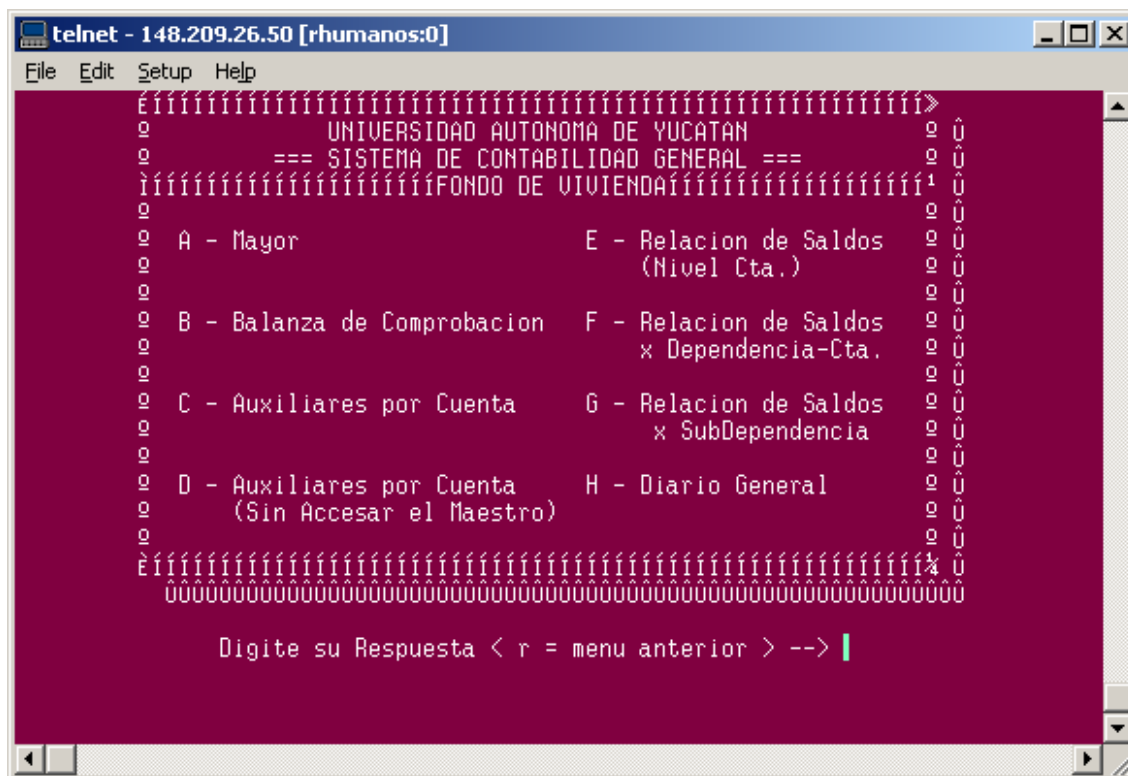 telnet - 148.209.26.50 [rhumanos:0]
File Edit Setup Help
UNIVERSIDAD AUTONOMA DE YUCATAN
=== SISTEMA DE CONTABILIDAD GENERAL ===
FONDO DE VIVIENDA
A - Mayor E - Relacion de Saldos
(Nivel Cta.)
B - Balanza de Comprobacion F - Relacion de Saldos
x Dependencia-Cta.
C - Auxiliares por Cuenta G - Relacion de Saldos
x SubDependencia
D - Auxiliares por Cuenta H - Diario General
(Sin Accesar el Maestro)
Digite su Respuesta < r = menu anterior > -->